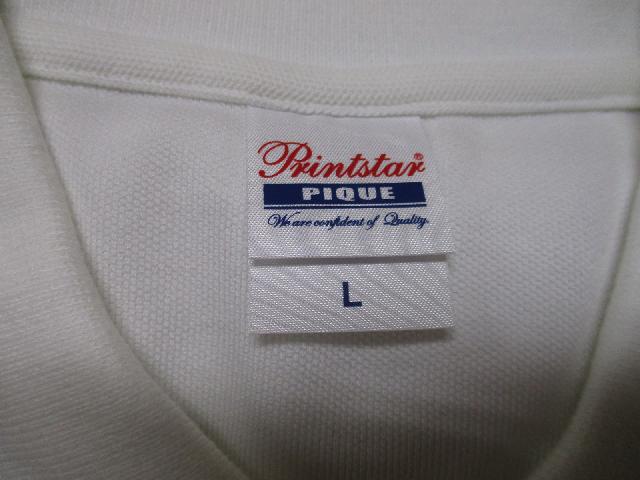 Printstar®
PIQUE
We are confident of Quality.
L